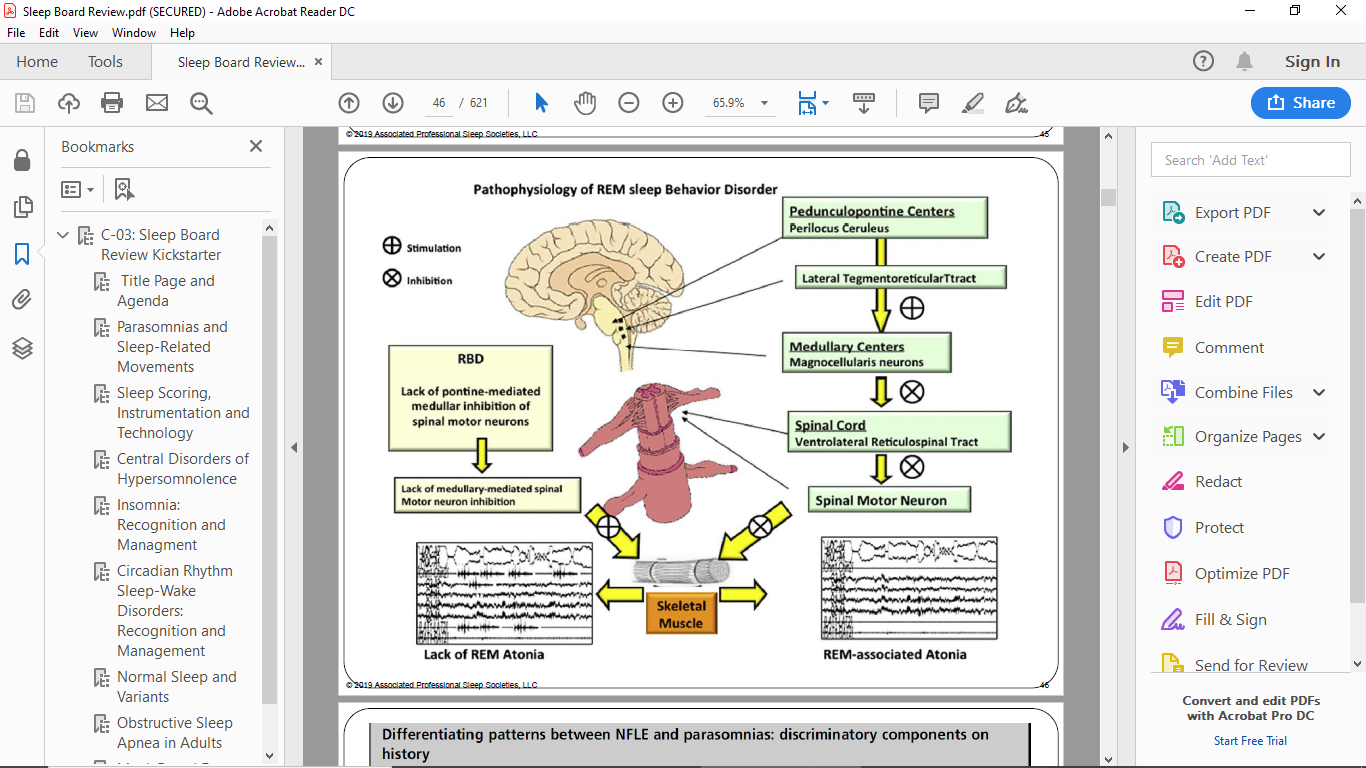 Sleep Board Review.pdf (SECURED) - Adobe Acrobat Reader DC
File Edit View Window Help
Home Tools Sleep Board Review... × Sign In
46 / 621 65.9% Share
Bookmarks
C-03: Sleep Board
Review Kickstarter
Title Page and
Agenda
Parasomnias and
Sleep-Related
Movements
Sleep Scoring,
Instrumentation and
Technology
Central Disorders of
Hypersomnolence
Insomnia:
Recognition and
Managment
Circadian Rhythm
Sleep-Wake
Disorders:
Recognition and
Management
Normal Sleep and
Variants
Obstructive Sleep
Apnea in Adults
© 2019 Associated Professional Sleep Societies, LLC 45
Pathophysiology of REM sleep Behavior Disorder
Stimulation
Inhibition
Pedunculopontine Centers
Perilocus Ceruleus
Lateral TegmentoreticularTtract
Medullary Centers
Magnocellularis neurons
Spinal Cord
Ventrolateral Reticulospinal Tract
Spinal Motor Neuron
RBD
Lack of pontine-mediated
medullar inhibition of
spinal motor neurons
Lack of medullary-mediated spinal
Motor neuron inhibition
Skeletal
Muscle
Lack of REM Atonia
REM-associated Atonia
© 2019 Associated Professional Sleep Societies, LLC 46
Differentiating patterns between NFLE and parasomnias: discriminatory components on
history
Search 'Add Text'
Export PDF
Create PDF
Edit PDF
Comment
Combine Files
Organize Pages
Redact
Protect
Optimize PDF
Fill & Sign
Send for Review
Convert and edit PDFs
with Acrobat Pro DC
Start Free Trial